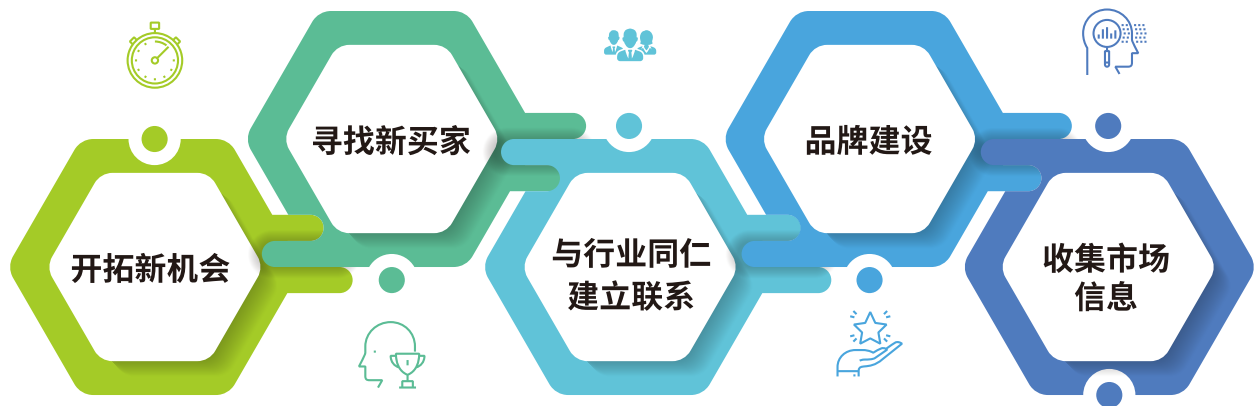 开拓新机会
寻找新买家
与行业同仁
建立联系
品牌建设
收集市场
信息